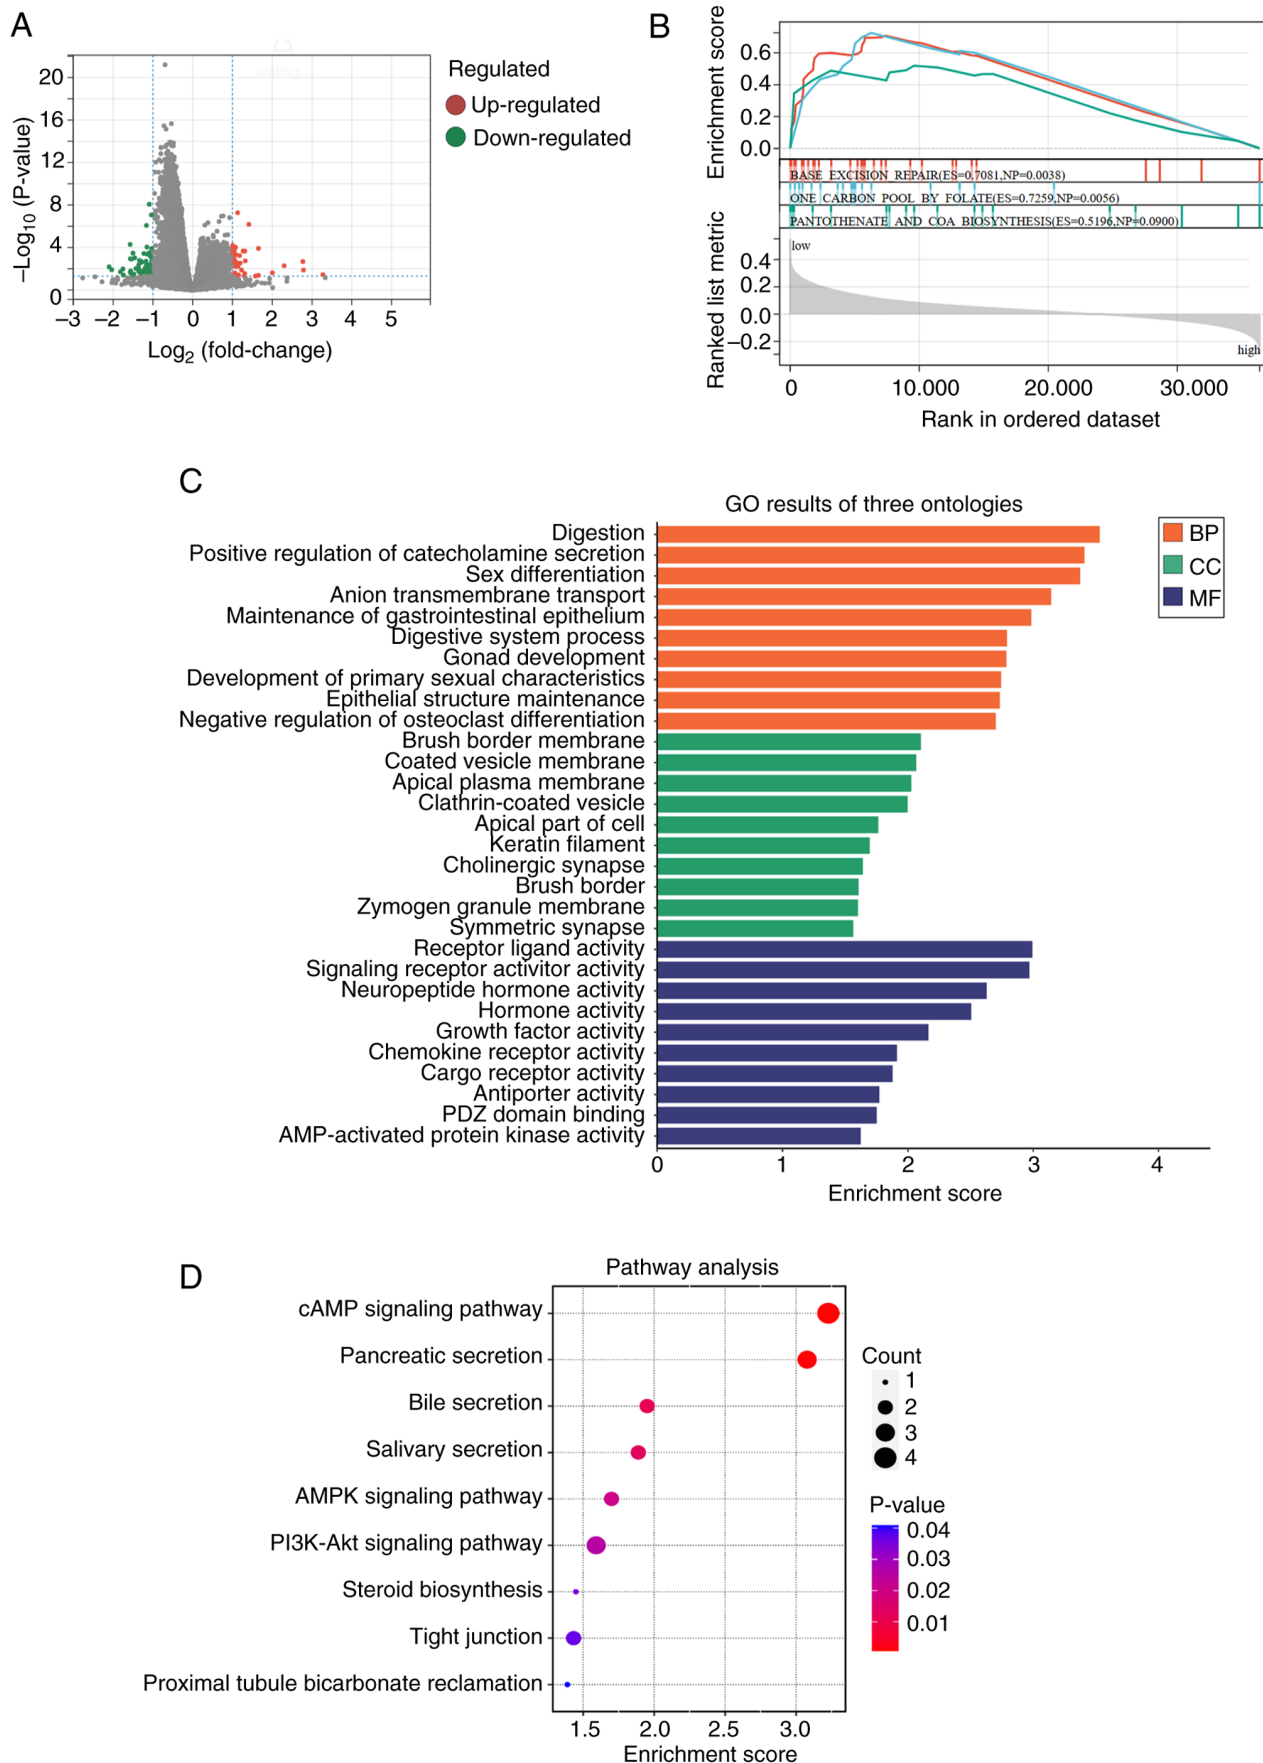 A
20
16
12
8
4
0
–Log10 (P-value)
–3 –2 –1 0 1 2 3 4 5
Log2 (fold-change)
Regulated
Up-regulated
Down-regulated
B
Enrichment score
0.6
0.4
0.2
0.0
BASE EXCISION REPAIR(ES=0.7081,NP=0.0038)
ONE CARBON POOL BY FOLATE(ES=0.7259,NP=0.0056)
PANTOTHENATE AND COA BIOSYNTHESIS(ES=0.5196,NP=0.0900)
low
Ranked list metric
0.4
0.2
0.0
–0.2
high
0 10.000 20.000 30.000
Rank in ordered dataset
C
GO results of three ontologies
Digestion
Positive regulation of catecholamine secretion
Sex differentiation
Anion transmembrane transport
Maintenance of gastrointestinal epithelium
Digestive system process
Gonad development
Development of primary sexual characteristics
Epithelial structure maintenance
Negative regulation of osteoclast differentiation
Brush border membrane
Coated vesicle membrane
Apical plasma membrane
Clathrin-coated vesicle
Apical part of cell
Keratin filament
Cholinergic synapse
Brush border
Zymogen granule membrane
Symmetric synapse
Receptor ligand activity
Signaling receptor activitor activity
Neuropeptide hormone activity
Hormone activity
Growth factor activity
Chemokine receptor activity
Cargo receptor activity
Antiporter activity
PDZ domain binding
AMP-activated protein kinase activity
0 1 2 3 4
Enrichment score
BP
CC
MF
D
Pathway analysis
cAMP signaling pathway
Pancreatic secretion
Bile secretion
Salivary secretion
AMPK signaling pathway
PI3K-Akt signaling pathway
Steroid biosynthesis
Tight junction
Proximal tubule bicarbonate reclamation
1.5 2.0 2.5 3.0
Enrichment score
Count
1
2
3
4
P-value
0.04
0.03
0.02
0.01